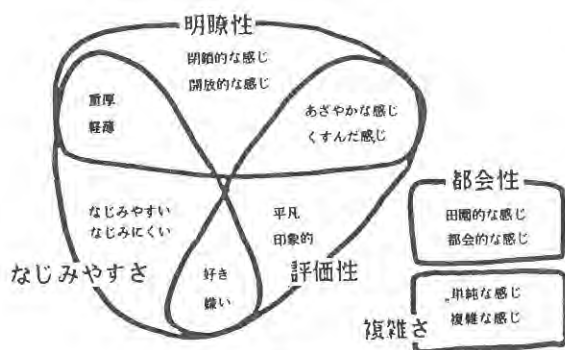 明瞭性
閉鎖的な感じ
開放的な感じ
重厚
軽薄
あざやかな感じ
くすんだ感じ
なじみやすい
なじみにくい
平凡
印象的
なじみやすさ
好き
嫌い
評価性
都会性
田園的な感じ
都会的な感じ
単純な感じ
複雑な感じ
複雑さ